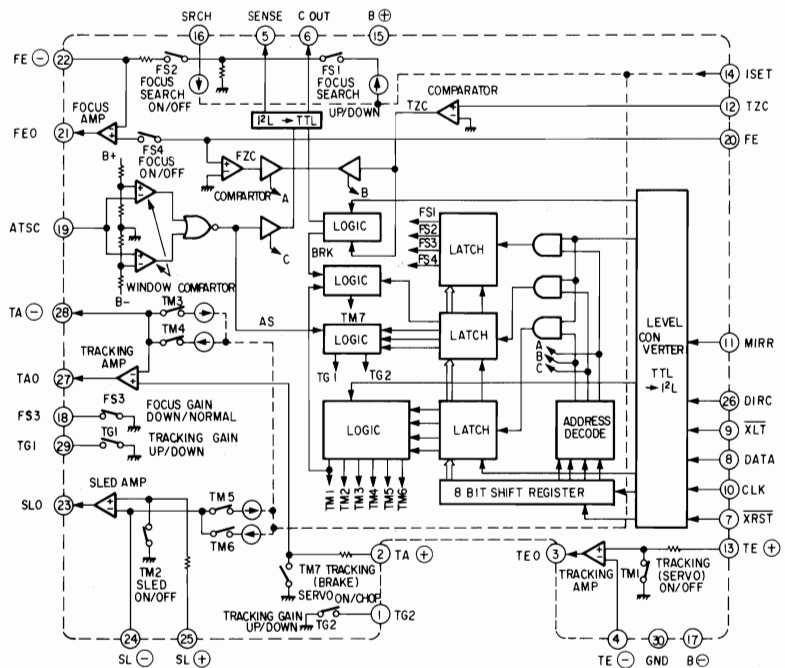 SRCH SENSE C OUT B⊕
16 5 6 15
FE ⊖ 22
FS2
FOCUS
SEARCH
ON/OFF
FS1
FOCUS
SEARCH
UP/DOWN
14 ISET
COMPARATOR
TZC
12 TZC
FOCUS
AMP
FEO 21
I²L → TTL
20 FE
FS4
FOCUS
ON/OFF
FZC
COMPARTOR
A
B
B+
ATSC 19
C
B-
WINDOW COMPARTOR
LOGIC
BRK
FS1
FS2
FS3
FS4
LATCH
LOGIC
TM7
AS
LOGIC
TG1 TG2
LATCH
A
B
C
LEVEL
CON VERTER
TTL
→ I²L
11 MIRR
TA ⊖ 28
TM3
TM4
TRACKING
AMP
TAO 27
FS3 18
FS3
FOCUS GAIN
DOWN/NORMAL
TG1 29
TG1
TRACKING GAIN
UP/DOWN
LOGIC
LATCH
ADDRESS
DECODE
26 DIRC
9 XLT
8 DATA
10 CLK
7 XRST
TM1
TM2
TM3
TM4
TM5
TM6
8 BIT SHIFT REGISTER
SLED AMP
SLO 23
TM5
TM6
TM2
SLED
ON/OFF
2 TA ⊕
TM7 TRACKING
(BRAKE)
SERVO ON/CHOP
TRACKING GAIN
UP/DOWN
TG2
1 TG2
TEO 3
TRACKING
AMP
TM1
13 TE ⊕
TRACKING
(SERVO)
ON/OFF
24 25
SL ⊖ SL ⊕
4 30 17
TE ⊖ GND B⊖